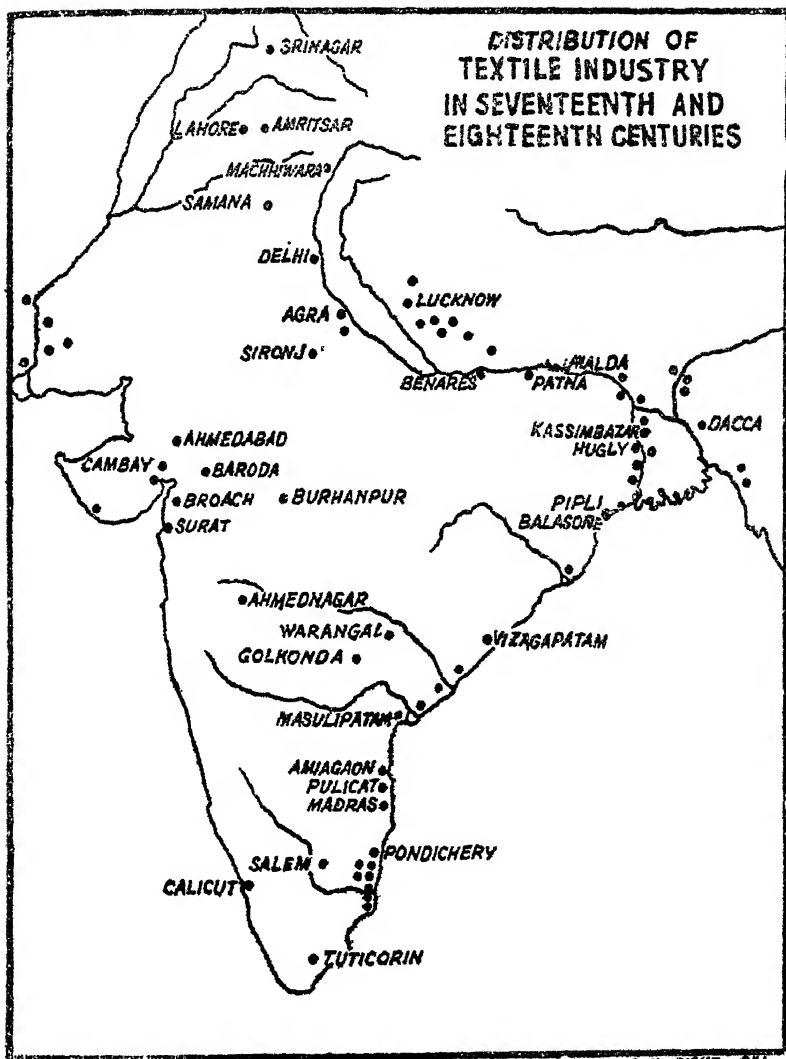 DISTRIBUTION OF
TEXTILE INDUSTRY
IN SEVENTEENTH AND
EIGHTEENTH CENTURIES
SRINAGAR
LAHORE
AMRITSAR
MACHHIWARA
SAMANA
DELHI
LUCKNOW
AGRA
SIRONJ
BENARES
PATNA
MALDA
KASSIMBAZAR
HUGLY
DACCA
AHMEDABAD
CAMBAY
BARODA
BROACH
BURHANPUR
SURAT
PIPLI
BALASORE
AHMEDNAGAR
WARANGAL
VIZAGAPATAM
GOLKONDA
MASULIPATAM
PULICAT
MADRAS
PONDICHERY
SALEM
CALICUT
TUTICORIN